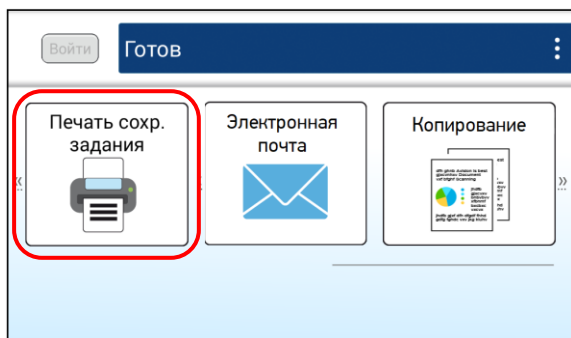 Войти
Готов
Печать сохр.
задания
Электронная
почта
Копирование
«
»